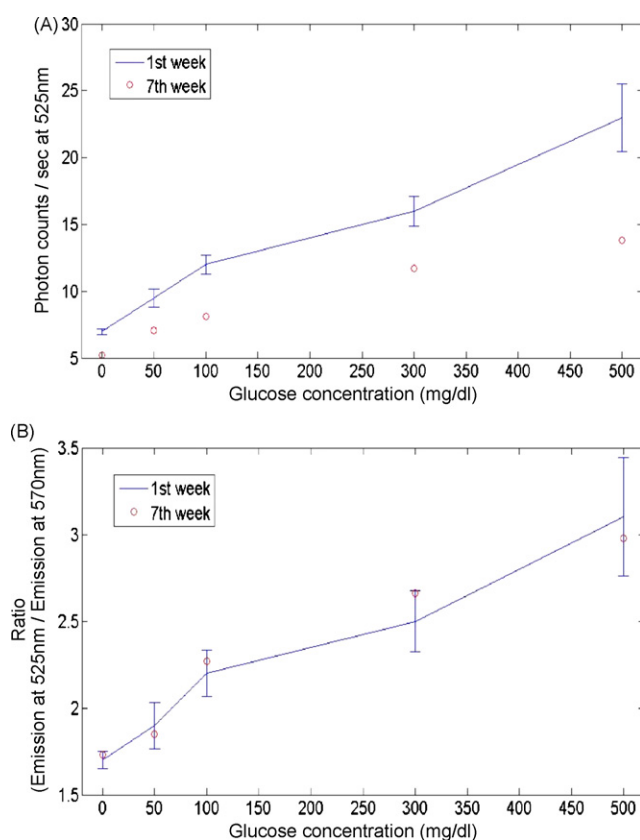 (A)
30
25
20
15
10
5
1st week
7th week
Photon counts / sec at 525nm
0 50 100 150 200 250 300 350 400 450 500
Glucose concentration (mg/dl)
(B)
3.5
3
2.5
2
1.5
1st week
7th week
Ratio
(Emission at 525nm / Emission at 570nm)
0 50 100 150 200 250 300 350 400 450 500
Glucose concentration (mg/dl)